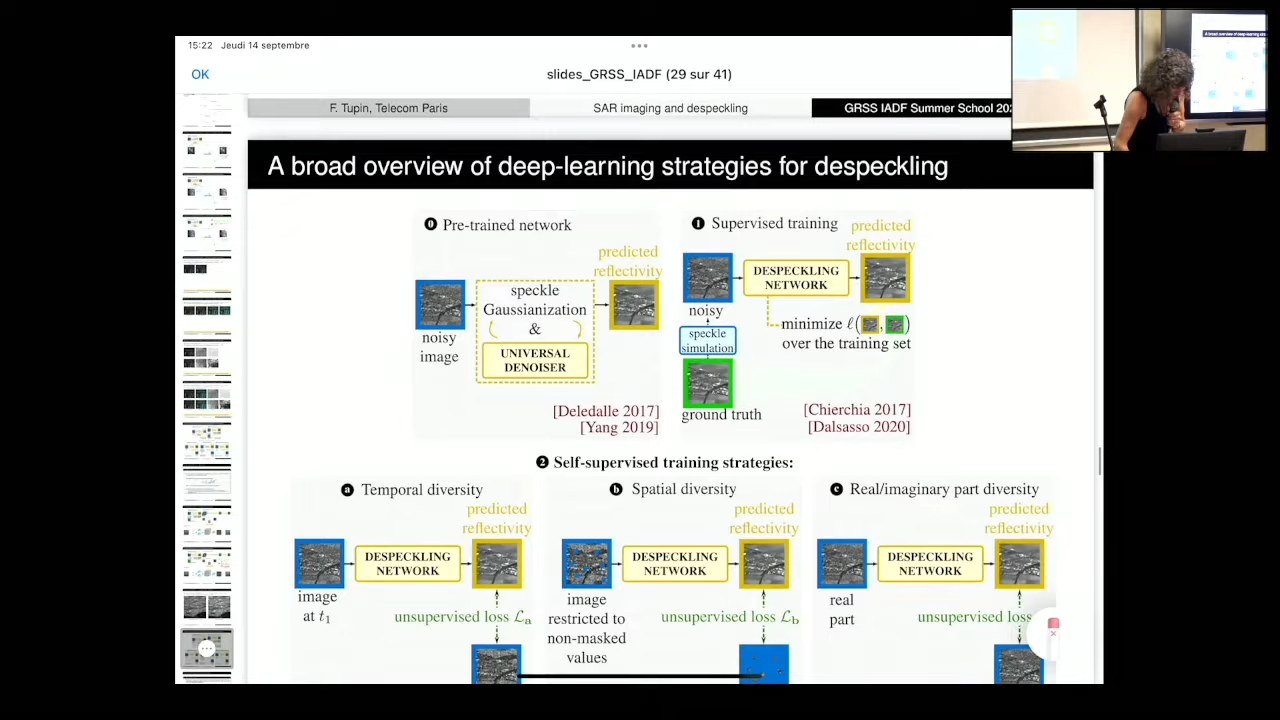 15:22 Jeudi 14 septembre
OK
slides_GRSS_IADF (29 sur 41)
F. Tupin, Telecom Paris
SAR imaging and despeckling
GRSS IADF Summer School 202
A broad overview of deep-learning strategies for despeckling
0 Pre-trained network
predicted
reflectivity
speckle
Gaussianization
&
UNIVERSAL
DENOISER
noisy
image
[Deledalle 2017]
[Yang 2019]
1 Supervised training
predicted
reflectivity
DESPECKLING
NETWORK
noisy
speckle
simulation
minimize ℓ( , )
over the training set
ground truth
[Chierchia 2017]
[Dalsasso 2020]
2 Self-supervised training strategies:
a Temporal diversity
predicted
reflectivity
DESPECKLING
NETWORK
image
at t₁
unsupervised loss ℒₐ
b Spatial diversity
predicted
reflectivity
DESPECKLING
NETWORK
image
restricted to
non-masked
values
unsupervised loss ℒb
c Real/imaginary part diversity
predicted
reflectivity
DESPECKLING
NETWORK
real
part
unsupervised loss